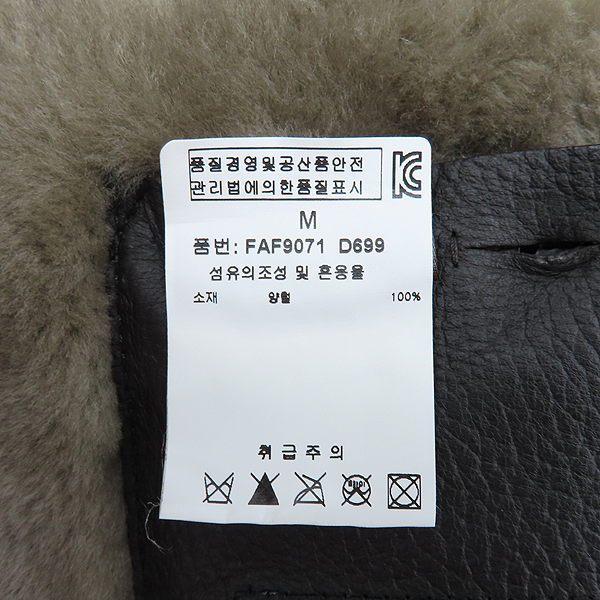 품질경영및공산품안전
관리법에의한품질표시
M
품번: FAF9071 D699
섬유의조성 및 혼용율
소재 양털 100%
취급주의